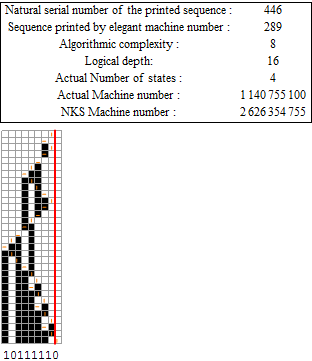 Natural serial number of the printed sequence : 446
Sequence printed by elegant machine number : 289
Algorithmic complexity : 8
Logical depth: 16
Actual Number of states : 4
Actual Machine number : 1 140 755 100
NKS Machine number: 2 626 354 755
10111110